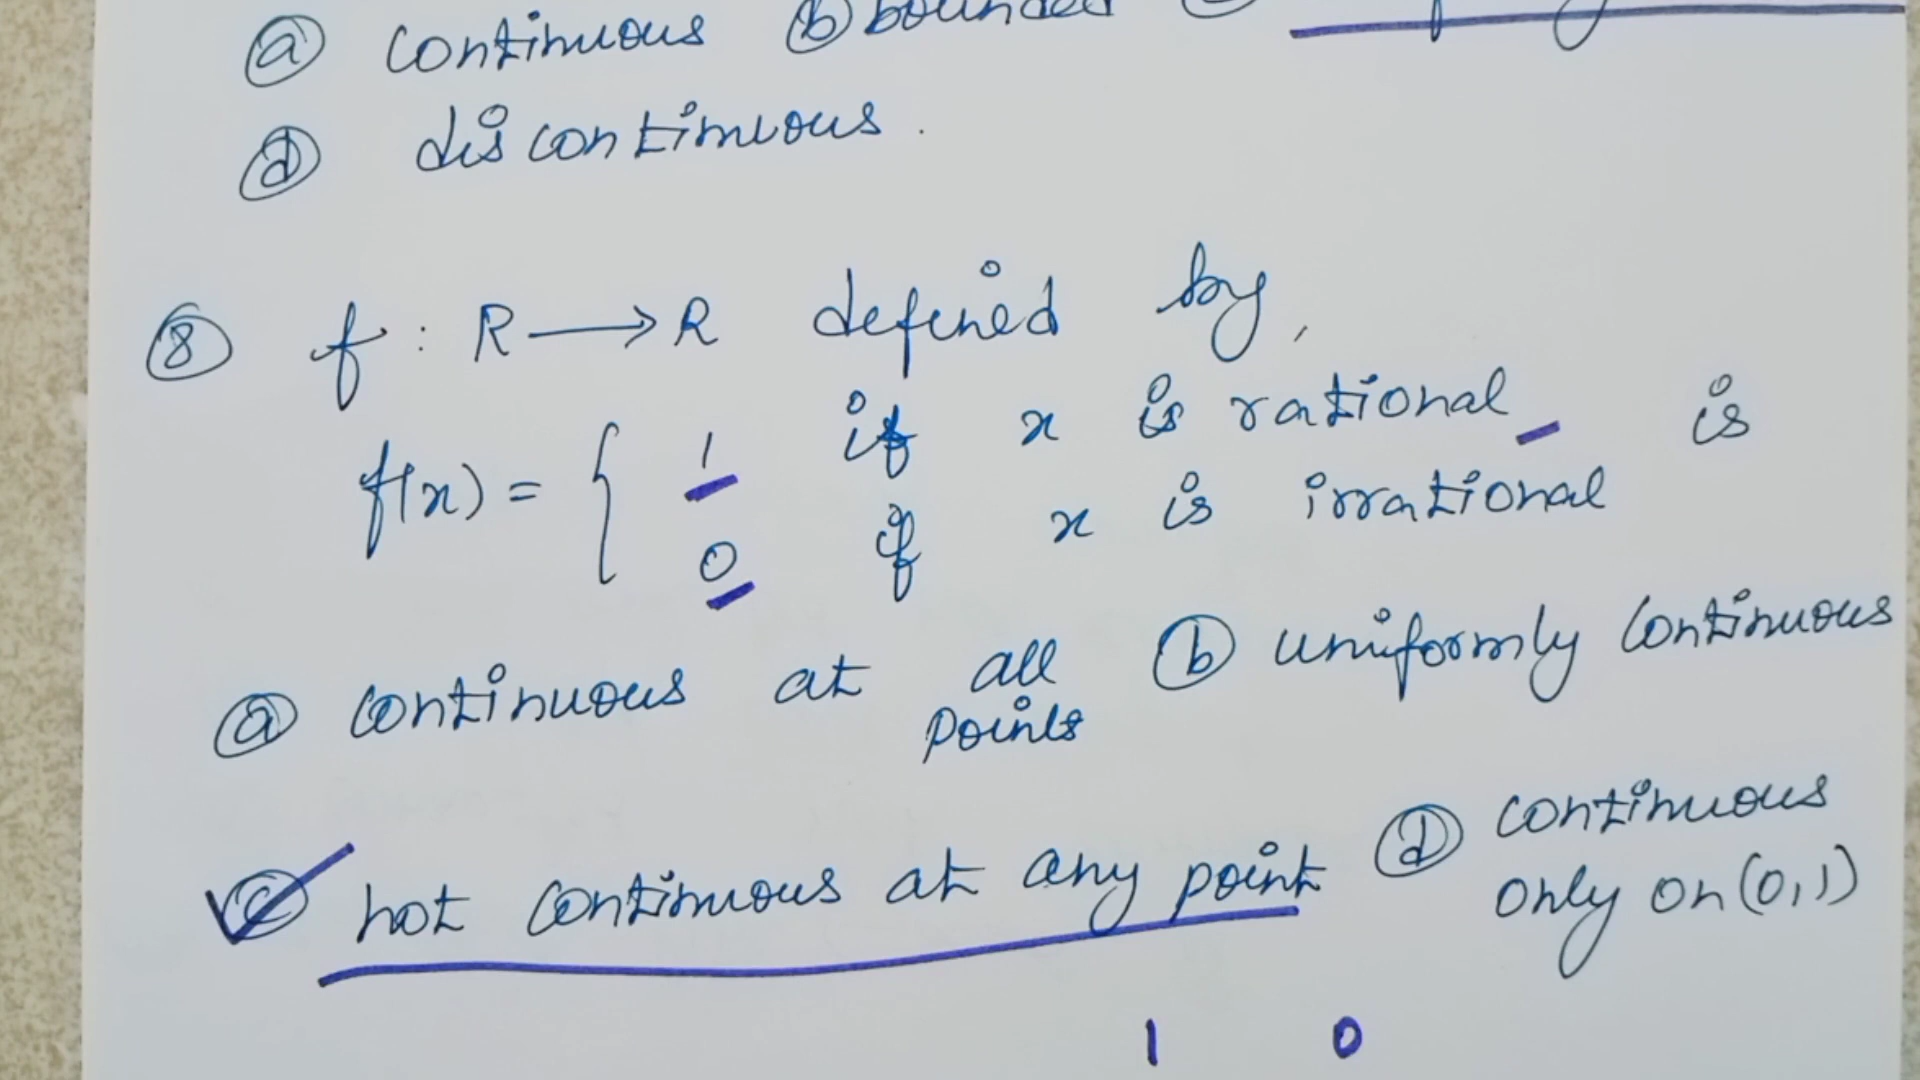 (a) continuous (b) bounded
(d) discontinuous.
(8) f : R → R defined by,
f(x) = { 1 if x is rational is
0 if x is irrational
(a) continuous at all points (b) uniformly continuous
(c) not continuous at any point (d) continuous only on (0,1)
1 0